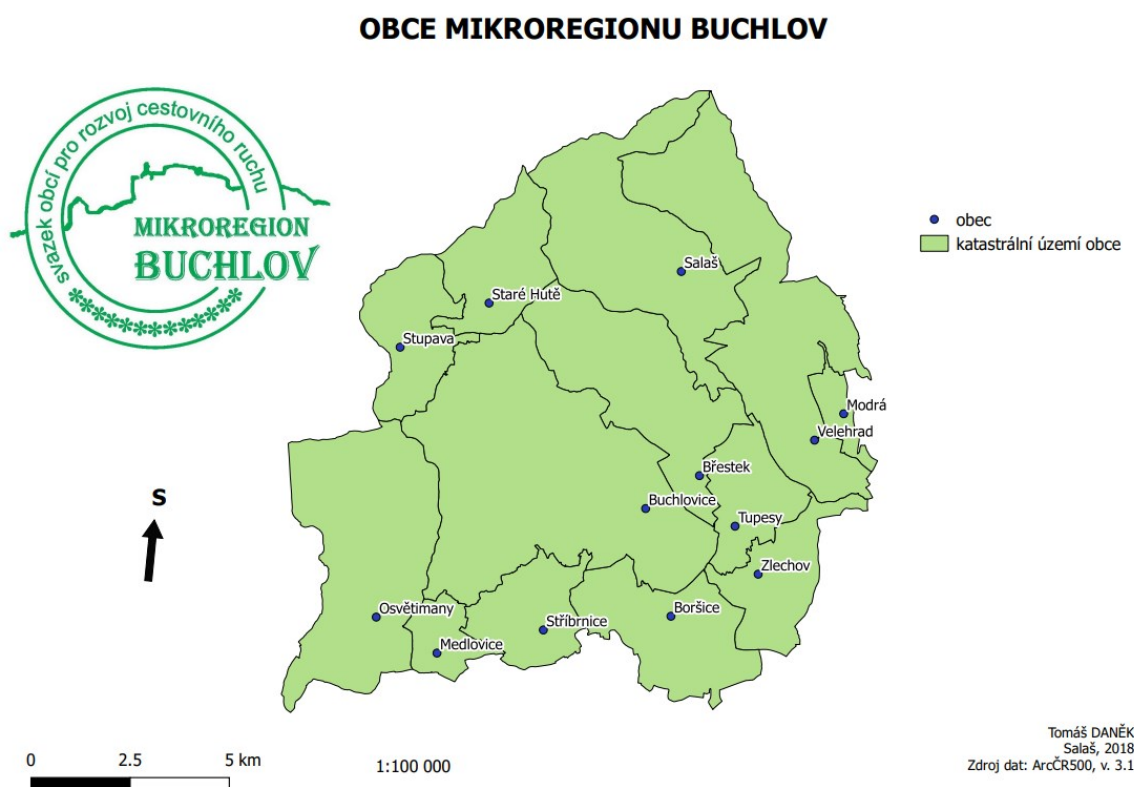 OBCE MIKROREGIONU BUCHLOV
svazek obcí pro rozvoj cestovního ruchu
MIKROREGION
BUCHLOV
obec
katastrální území obce
Salaš
Staré Hutě
Stupava
Modrá
Velehrad
Břestek
Buchlovice
Tupesy
Zlechov
Osvětimany
Stříbrnice
Boršice
Medlovice
S
0 2.5 5 km
1:100 000
Tomáš DANĚK
Salaš, 2018
Zdroj dat: ArcČR500, v. 3.1